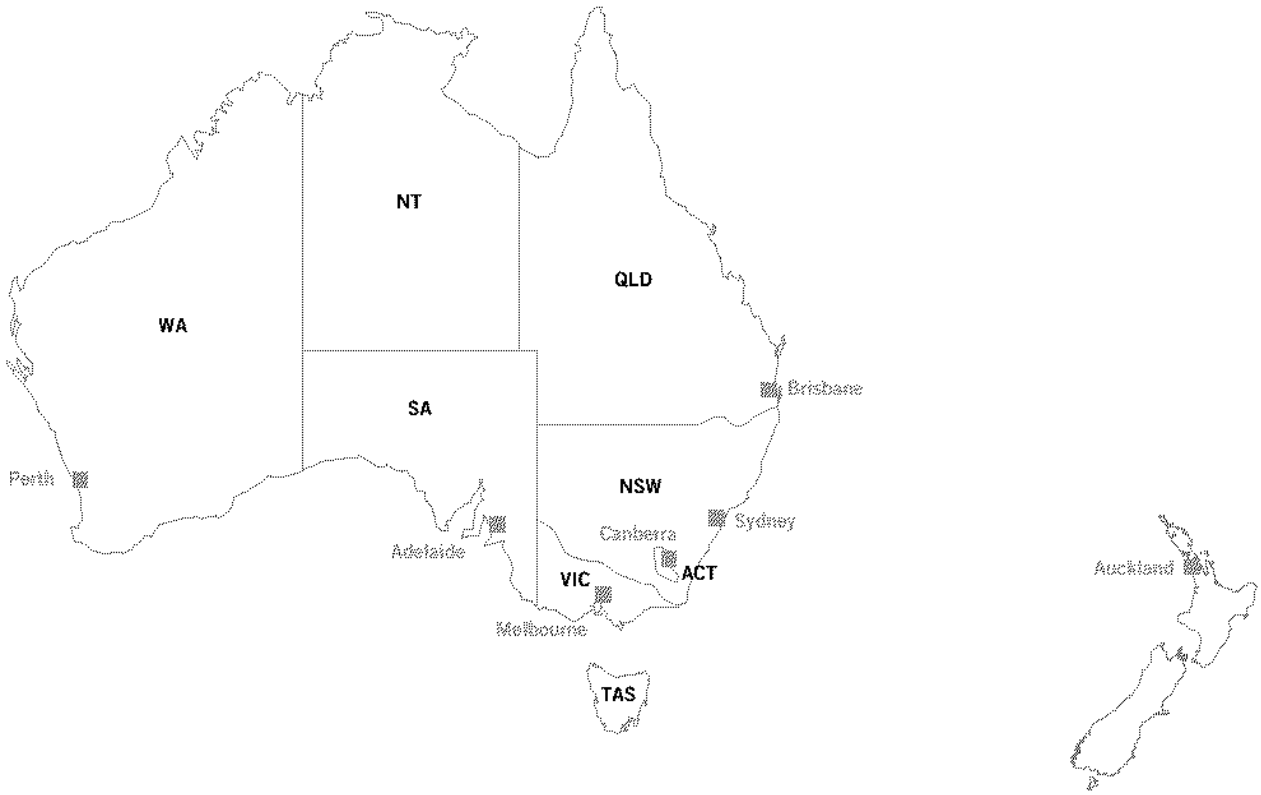 NT
QLD
WA
Brisbane
SA
Perth
NSW
Sydney
Canberra
Adelaide
Auckland
ACT
VIC
Melbourne
TAS